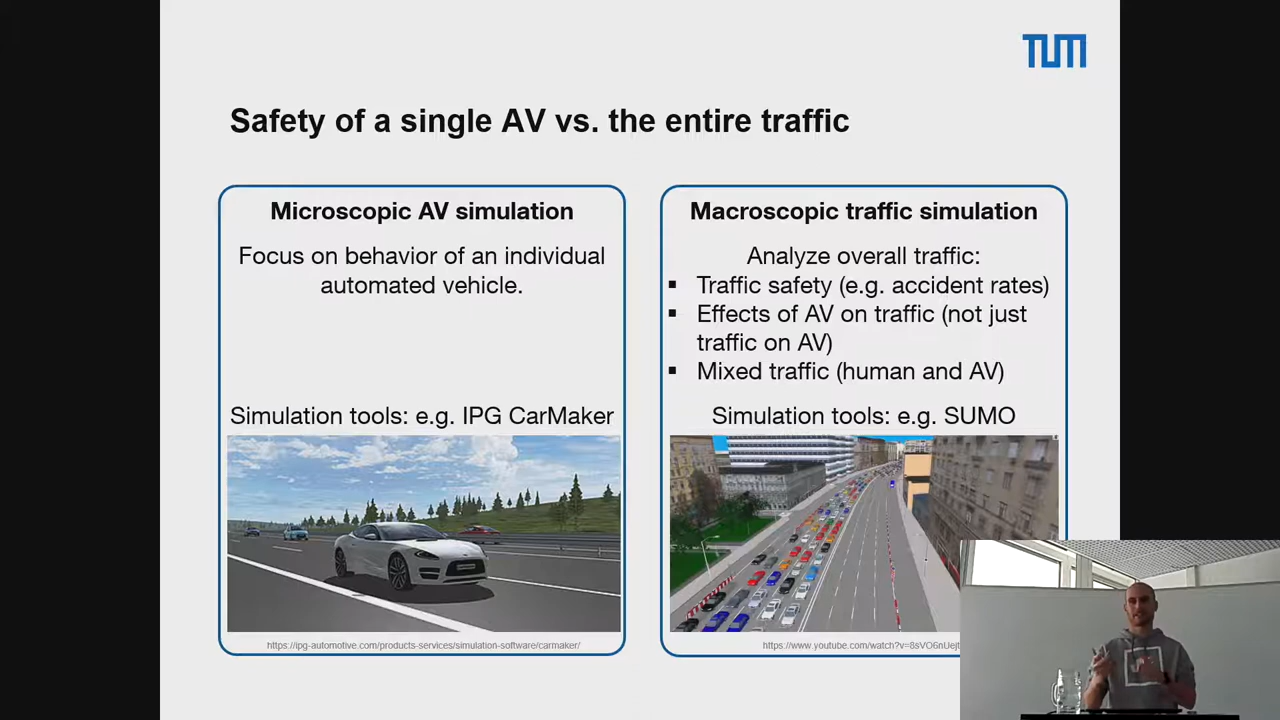 TUM
Safety of a single AV vs. the entire traffic
Microscopic AV simulation
Focus on behavior of an individual
automated vehicle.
Simulation tools: e.g. IPG CarMaker
https://ipg-automotive.com/products-services/simulation-software/carmaker/
Macroscopic traffic simulation
Analyze overall traffic:
▪ Traffic safety (e.g. accident rates)
▪ Effects of AV on traffic (not just
traffic on AV)
▪ Mixed traffic (human and AV)
Simulation tools: e.g. SUMO
https://www.youtube.com/watch?v=8sVO6nUejt